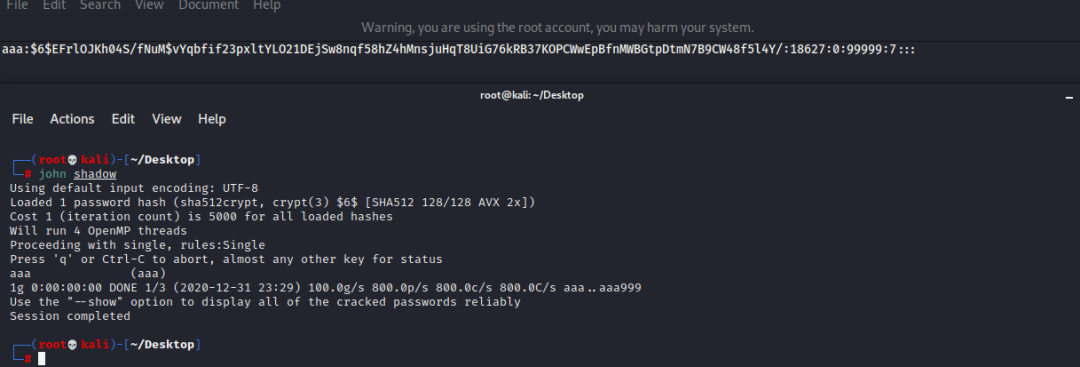 File Edit Search View Document Help
Warning, you are using the root account, you may harm your system.
aaa:$6$EFrlOJKh04S/fNuM$vYqbfif23pxltYLO21DEjSw8nqf58hZ4hMnsjuHqT8UiG76kRB37KOPCWwEpBfnMWBGtpDtmN7B9CW48f5l4Y/:18627:0:99999:7:::
root@kali: ~/Desktop
File Actions Edit View Help
(root💀kali)-[~/Desktop]
# john shadow
Using default input encoding: UTF-8
Loaded 1 password hash (sha512crypt, crypt(3) $6$ [SHA512 128/128 AVX 2x])
Cost 1 (iteration count) is 5000 for all loaded hashes
Will run 4 OpenMP threads
Proceeding with single, rules:Single
Press 'q' or Ctrl-C to abort, almost any other key for status
aaa (aaa)
1g 0:00:00:00 DONE 1/3 (2020-12-31 23:29) 100.0g/s 800.0p/s 800.0c/s 800.0C/s aaa..aaa999
Use the "--show" option to display all of the cracked passwords reliably
Session completed
(root💀kali)-[~/Desktop]
#